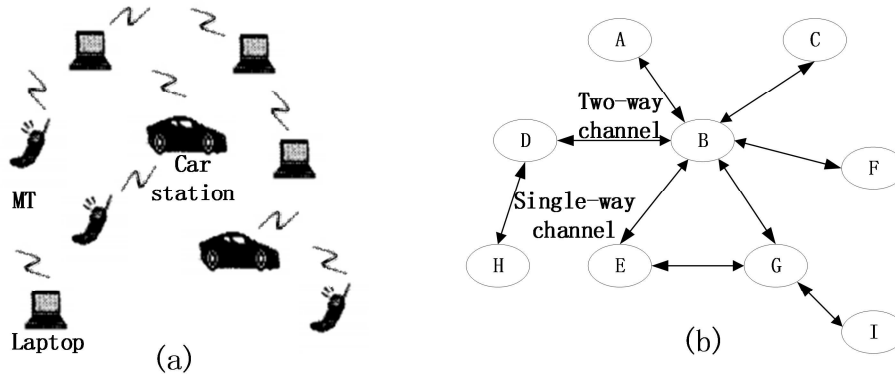 MT
Car
station
Laptop
(a)
A
C
Two-way
channel
D
B
F
Single-way
channel
H
E
G
I
(b)